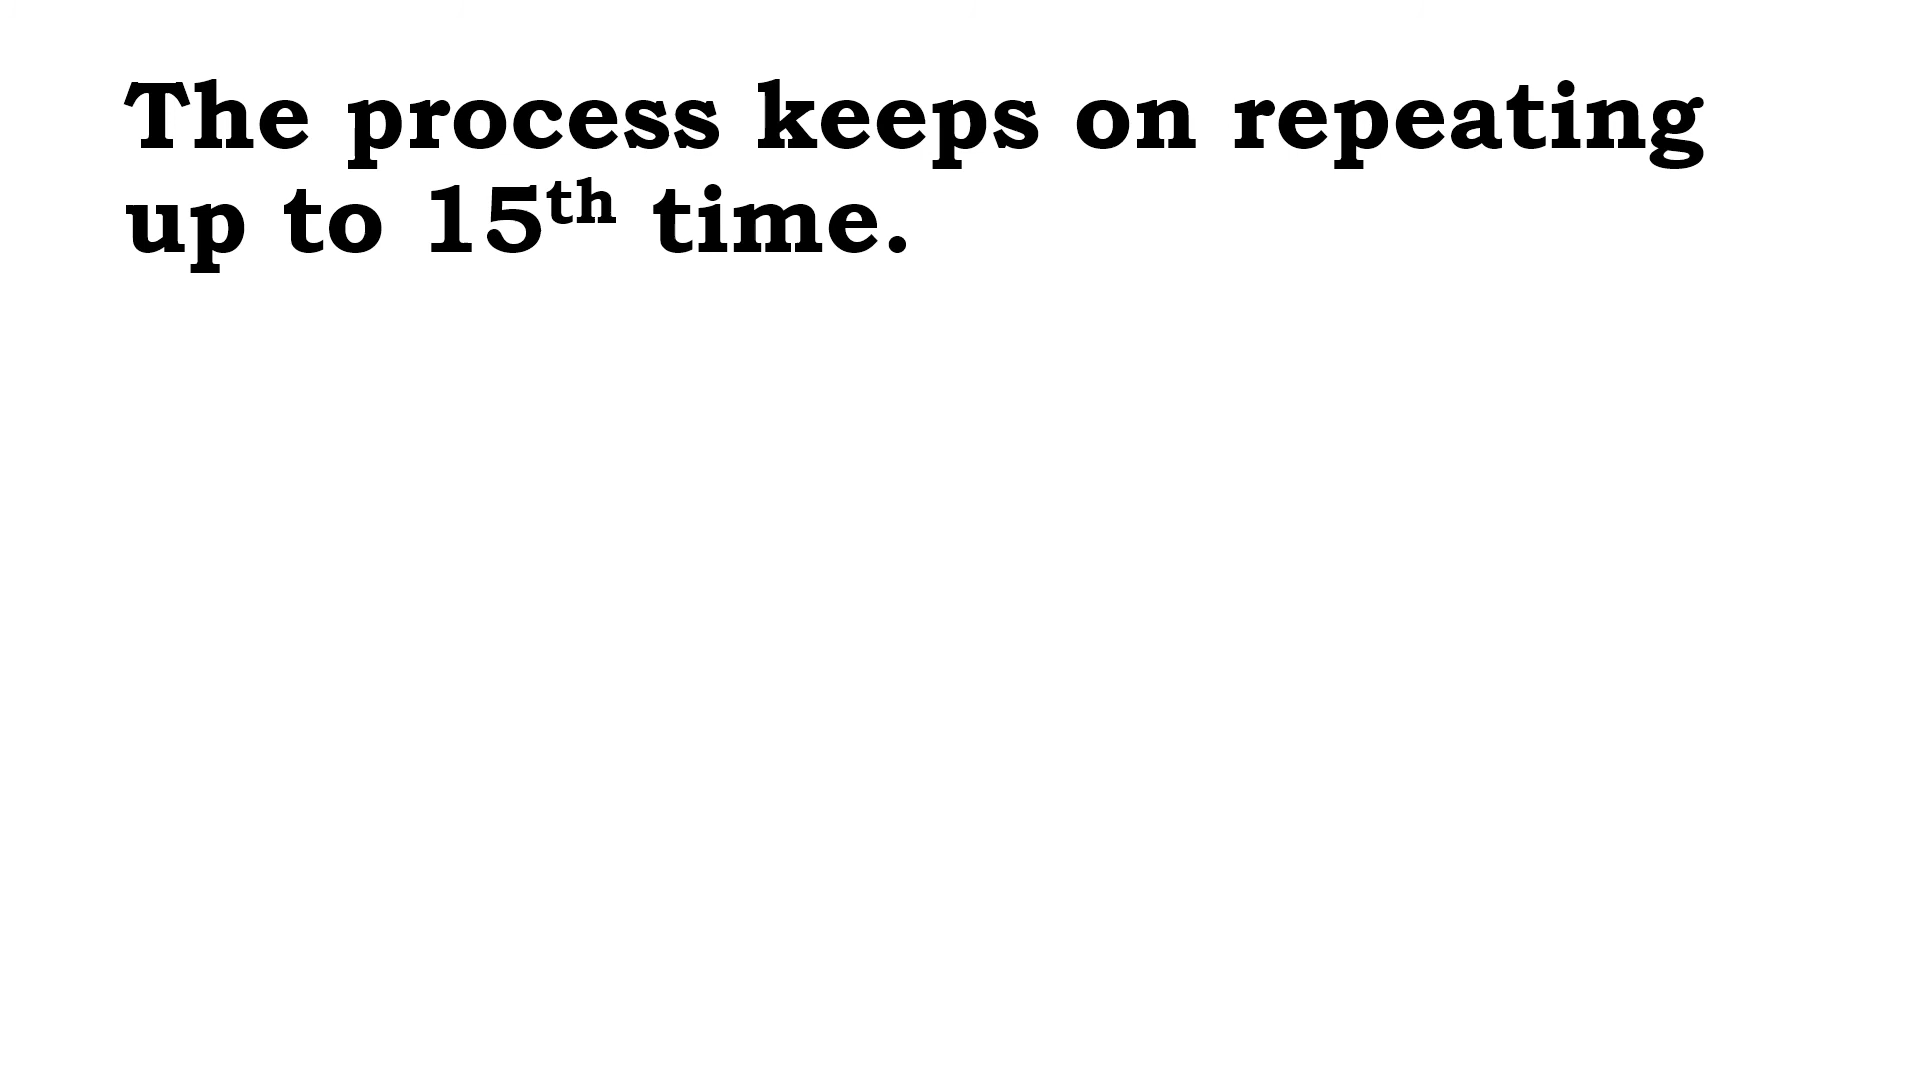 The process keeps on repeating
up to 15th time.